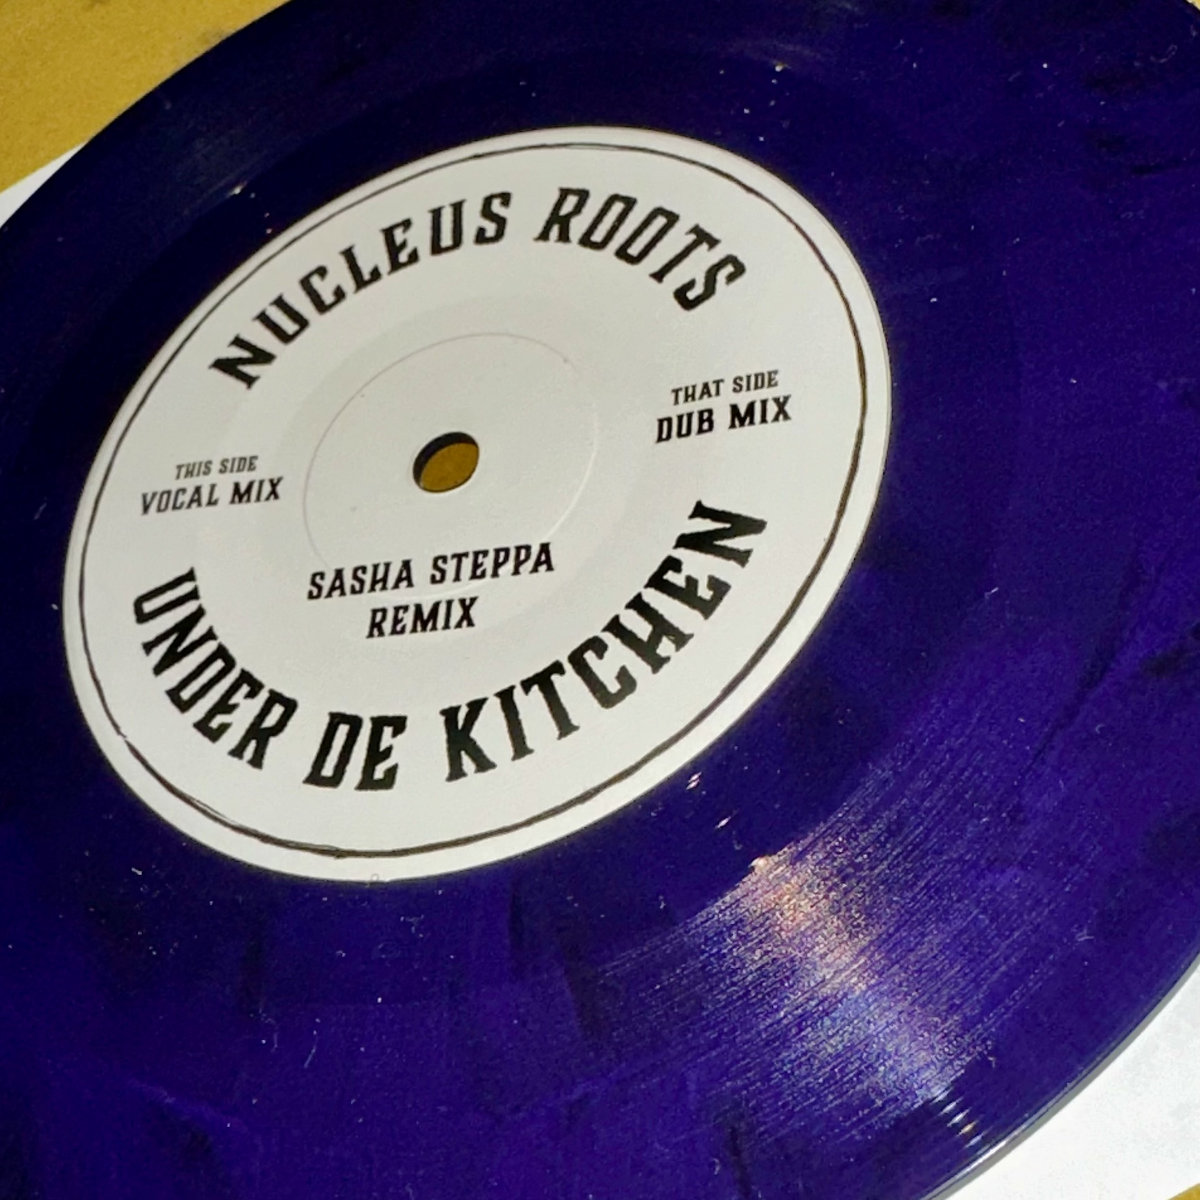 NUCLEUS ROOTS
THIS SIDE
VOCAL MIX
THAT SIDE
DUB MIX
SASHA STEPPA
REMIX
UNDER DE KITCHEN